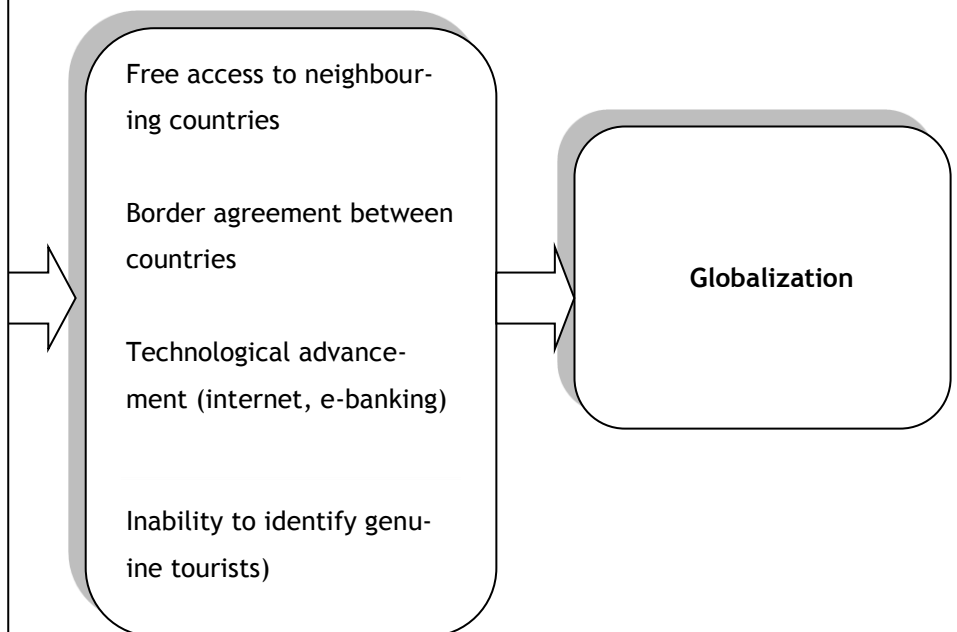 Free access to neighbour-
ing countries
Border agreement between
countries
Technological advance-
ment (internet, e-banking)
Inability to identify genu-
ine tourists)
Globalization